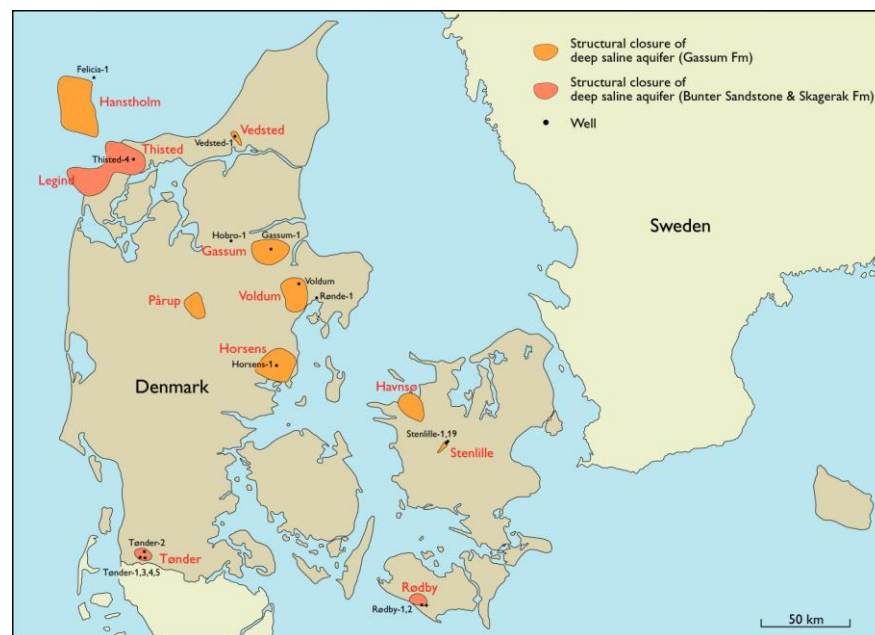 Felicia-1
Hanstholm
Structural closure of
deep saline aquifer (Gassum Fm)
Structural closure of
deep saline aquifer (Bunter Sandstone & Skagerak Fm)
Well
Vedsted
Vedsted-1
Thisted
Thisted-4
Legind
Sweden
Hobro-1
Gassum-1
Gassum
Voldum
Voldum
Rønde-1
Pårup
Horsens
Horsens-1
Denmark
Havnsø
Stenlille-1,19
Stenlille
Tønder-2
Tønder
Tønder-1,3,4,5
Rødby
Rødby-1,2
50 km